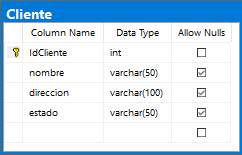 Cliente
Column Name Data Type Allow Nulls
IdCliente int
nombre varchar(50)
direccion varchar(100)
estado varchar(50)